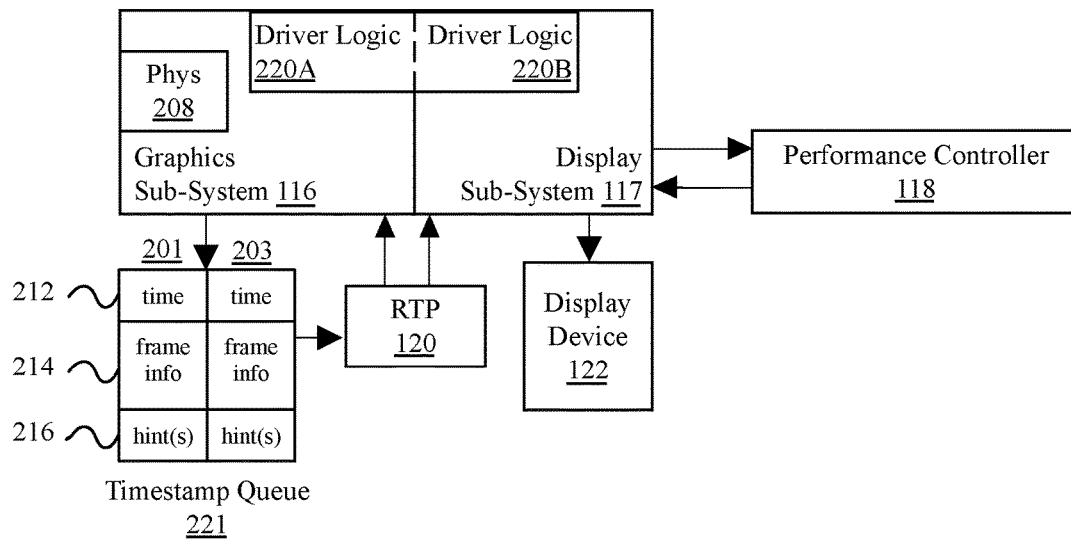 Driver Logic
220A
Driver Logic
220B
Phys
208
Graphics
Sub-System 116
Display
Sub-System 117
Performance Controller
118
201
203
212
time
time
214
frame
info
frame
info
216
hint(s)
hint(s)
Timestamp Queue
221
RTP
120
Display
Device
122